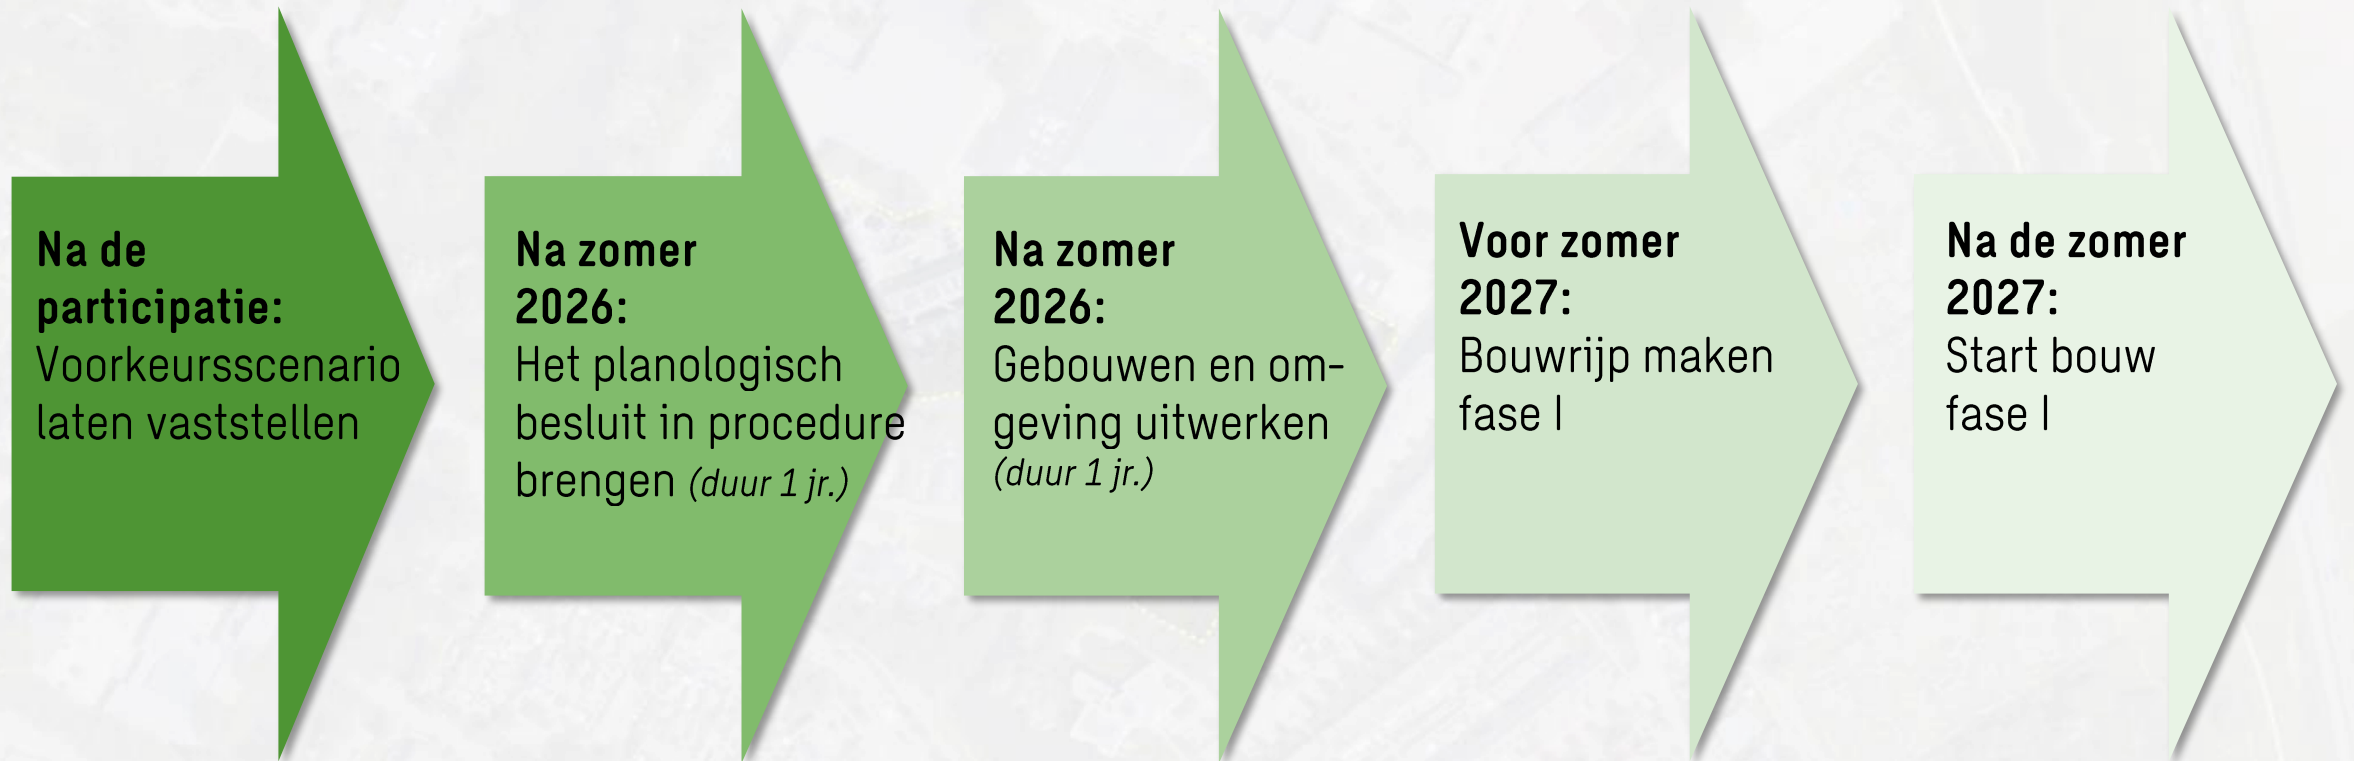 Na de
participatie:
Voorkeursscenario
laten vaststellen
Na zomer
2026:
Het planologisch
besluit in procedure
brengen (duur 1 jr.)
Na zomer
2026:
Gebouwen en om-
geving uitwerken
(duur 1 jr.)
Voor zomer
2027:
Bouwrijp maken
fase I
Na de zomer
2027:
Start bouw
fase I